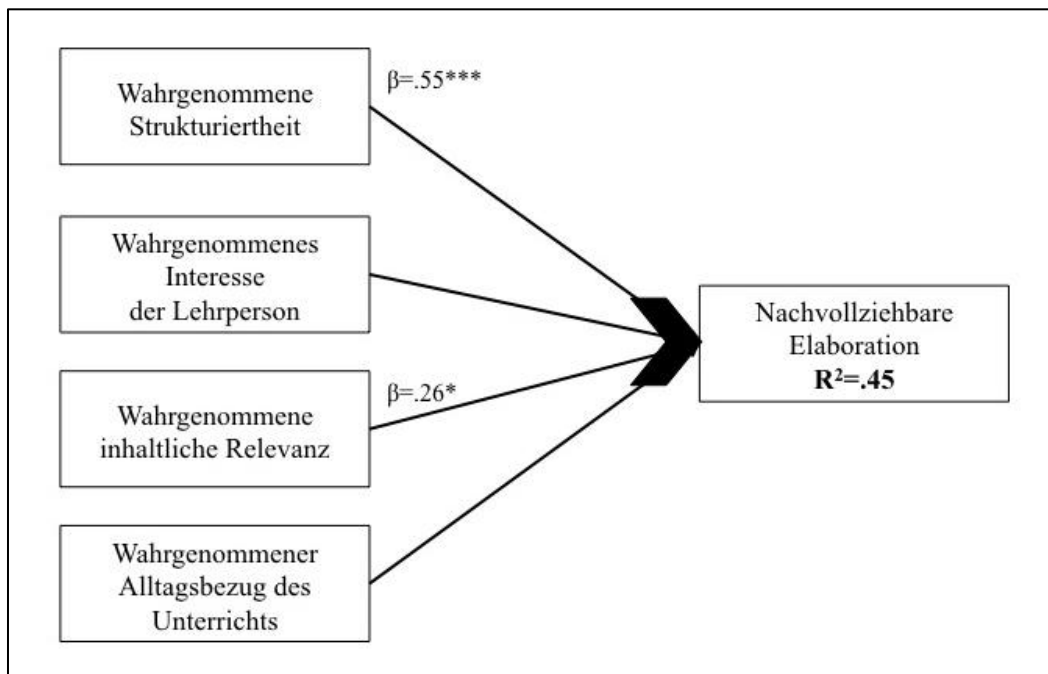 Wahrgenommene
Strukturiertheit
β=.55***
Wahrgenommenes
Interesse
der Lehrperson
Wahrgenommene
inhaltliche Relevanz
β=.26*
Wahrgenommener
Alltagsbezug des
Unterrichts
Nachvollziehbare
Elaboration
R²=.45